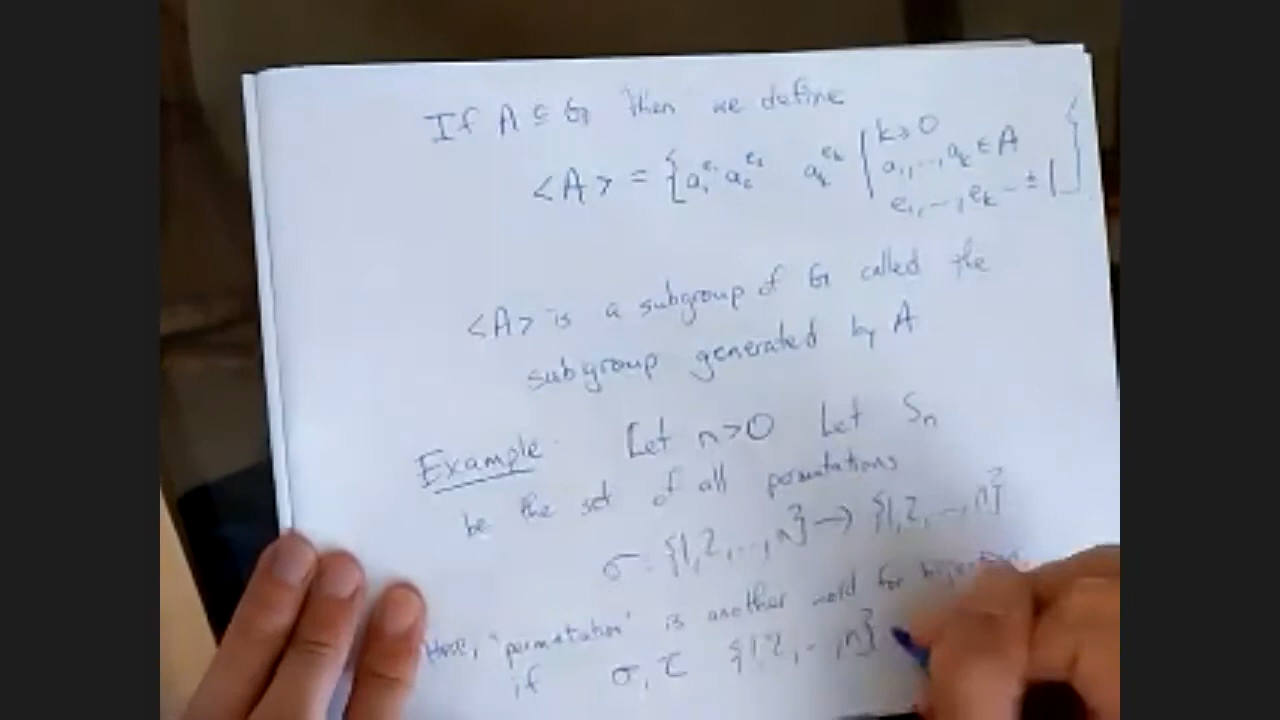 If A ⊆ G then we define
<A> = { a₁^e₁ a₂^e₂ a_k^e_k | k≥0
a₁,...,a_k ∈ A
e₁,...,e_k = ±1 }
<A> is a subgroup of G called the
subgroup generated by A
Example. Let n>0 Let Sₙ
be the set of all permutations
σ: {1,2,...,n} → {1,2,...,n}
Here, "permutation" is another word for bijection
if σ, τ {1,2,...,n}